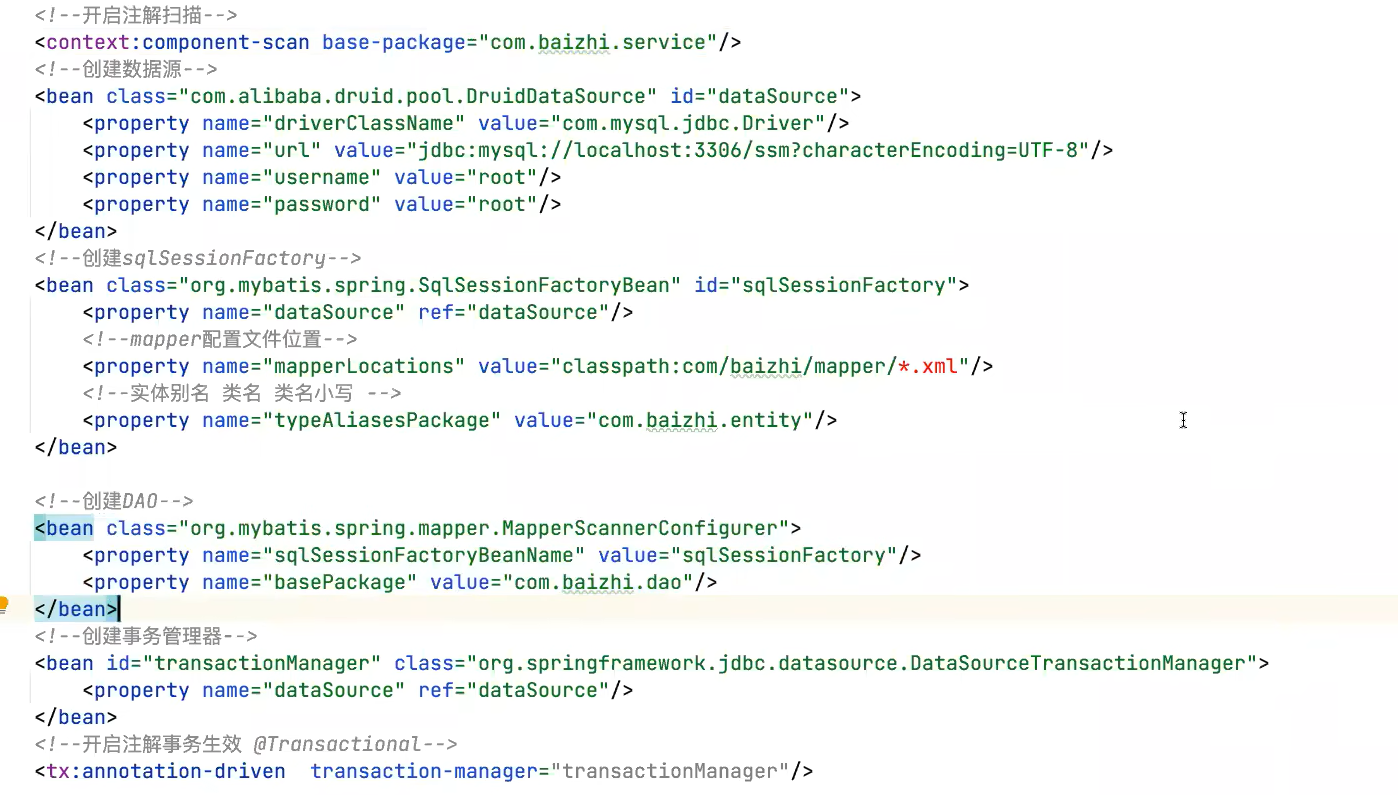 <!--开启注解扫描-->
<context:component-scan base-package="com.baizhi.service"/>
<!--创建数据源-->
<bean class="com.alibaba.druid.pool.DruidDataSource" id="dataSource">
    <property name="driverClassName" value="com.mysql.jdbc.Driver"/>
    <property name="url" value="jdbc:mysql://localhost:3306/ssm?characterEncoding=UTF-8"/>
    <property name="username" value="root"/>
    <property name="password" value="root"/>
</bean>
<!--创建sqlSessionFactory-->
<bean class="org.mybatis.spring.SqlSessionFactoryBean" id="sqlSessionFactory">
    <property name="dataSource" ref="dataSource"/>
    <!--mapper配置文件位置-->
    <property name="mapperLocations" value="classpath:com/baizhi/mapper/*.xml"/>
    <!--实体别名 类名 类名小写 -->
    <property name="typeAliasesPackage" value="com.baizhi.entity"/>
</bean>
<!--创建DAO-->
<bean class="org.mybatis.spring.mapper.MapperScannerConfigurer">
    <property name="sqlSessionFactoryBeanName" value="sqlSessionFactory"/>
    <property name="basePackage" value="com.baizhi.dao"/>
</bean>
<!--创建事务管理器-->
<bean id="transactionManager" class="org.springframework.jdbc.datasource.DataSourceTransactionManager">
    <property name="dataSource" ref="dataSource"/>
</bean>
<!--开启注解事务生效 @Transactional-->
<tx:annotation-driven  transaction-manager="transactionManager"/>